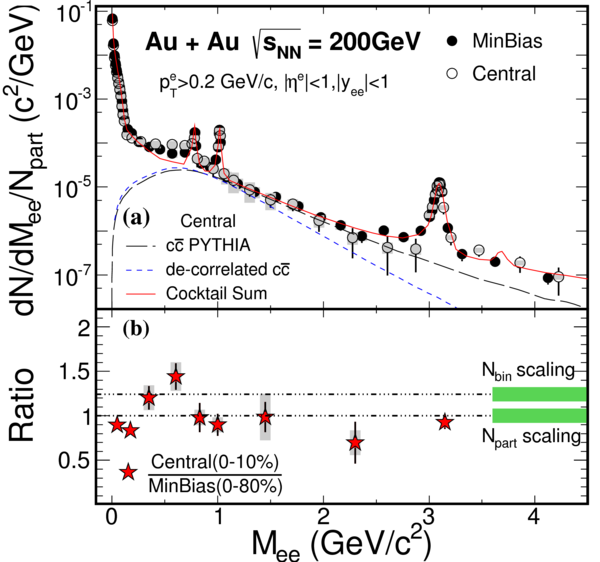 Au + Au √s_NN = 200GeV
p_T^e>0.2 GeV/c, |η^e|<1,|y_ee|<1
MinBias
Central
dN/dM_ee/N_part (c²/GeV)
10⁻¹
10⁻³
10⁻⁵
10⁻⁷
(a)
Central
cc̅ PYTHIA
de-correlated cc̅
Cocktail Sum
(b)
Ratio
2
1.5
1
0.5
N_bin scaling
N_part scaling
Central(0-10%)
MinBias(0-80%)
0 1 2 3 4
M_ee (GeV/c²)